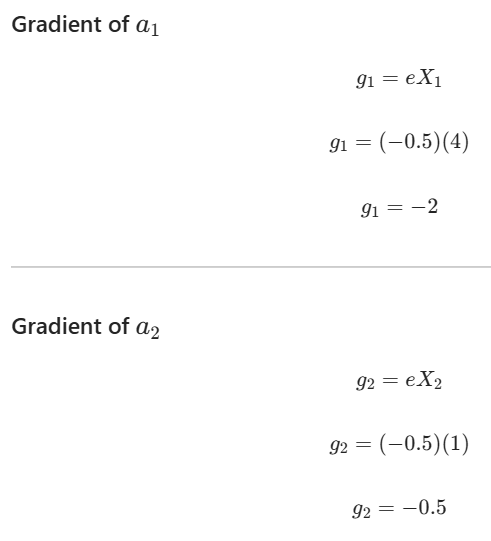 Gradient of a₁
g₁ = eX₁
g₁ = (−0.5)(4)
g₁ = −2
Gradient of a₂
g₂ = eX₂
g₂ = (−0.5)(1)
g₂ = −0.5